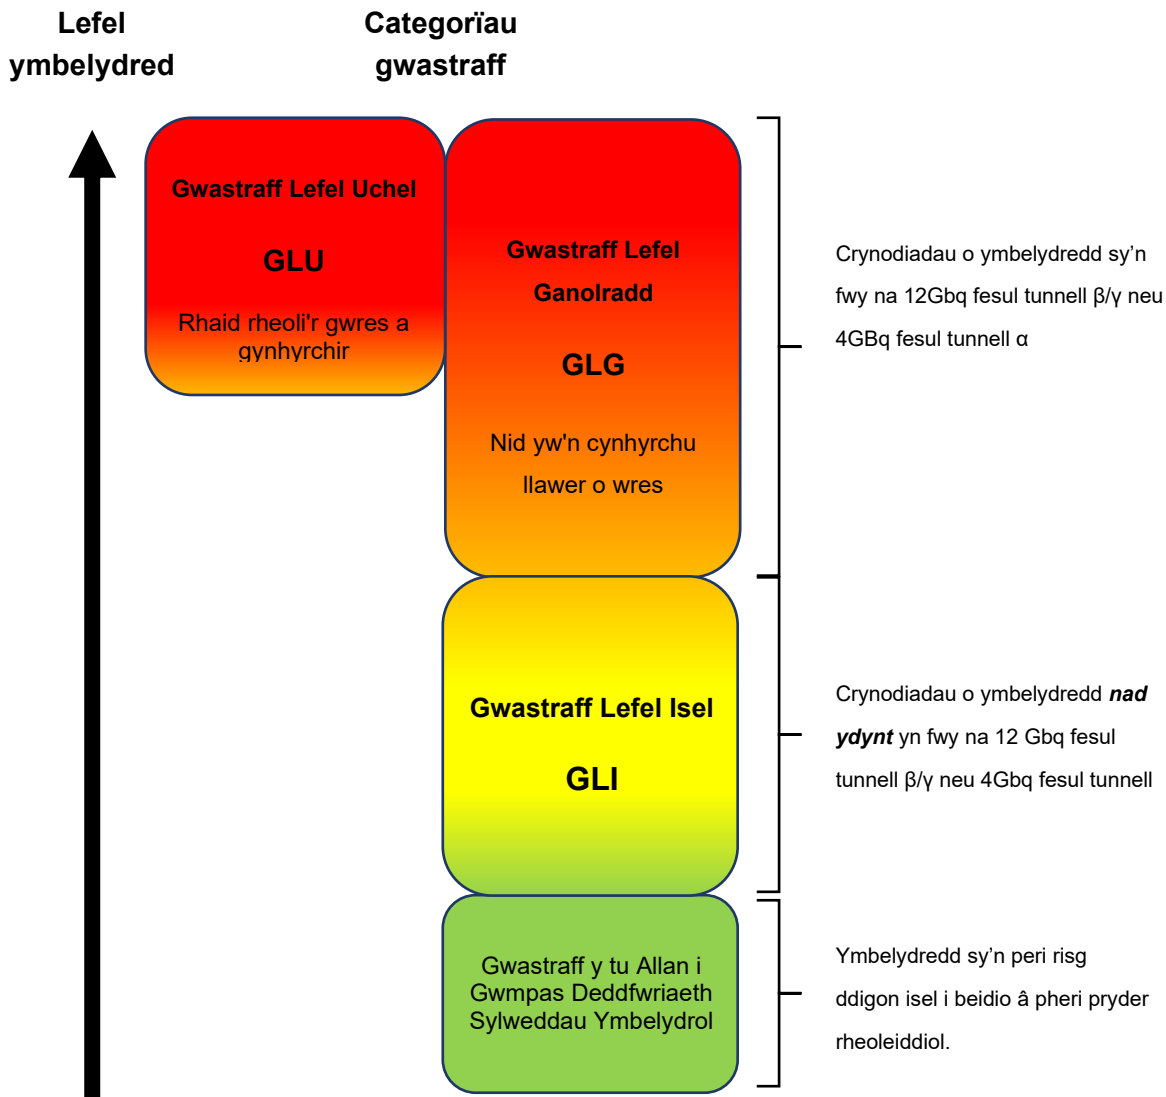 Lefel
ymbelydred
Categorïau
gwastraff
Gwastraff Lefel Uchel
GLU
Rhaid rheoli'r gwres a
gynhyrchir
Gwastraff Lefel
Ganolradd
GLG
Nid yw'n cynhyrchu
llawer o wres
Crynodiadau o ymbelydredd sy'n
fwy na 12Gbq fesul tunnell β/γ neu
4GBq fesul tunnell α
Gwastraff Lefel Isel
GLI
Crynodiadau o ymbelydredd nad
ydynt yn fwy na 12 Gbq fesul
tunnell β/γ neu 4Gbq fesul tunnell
Gwastraff y tu Allan i
Gwmpas Deddfwriaeth
Sylweddau Ymbelydrol
Ymbelydredd sy'n peri risg
ddigon isel i beidio â pheri pryder
rheoleiddiol.